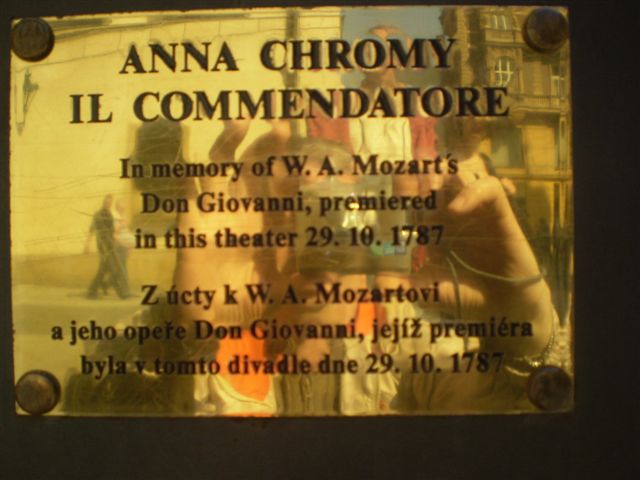 ANNA CHROMY
IL COMMENDATORE
In memory of W. A. Mozart's
Don Giovanni, premiered
in this theater 29. 10. 1787
Z úcty k W. A. Mozartovi
a jeho opeře Don Giovanni, jejíž premiéra
byla v tomto divadle dne 29. 10. 1787